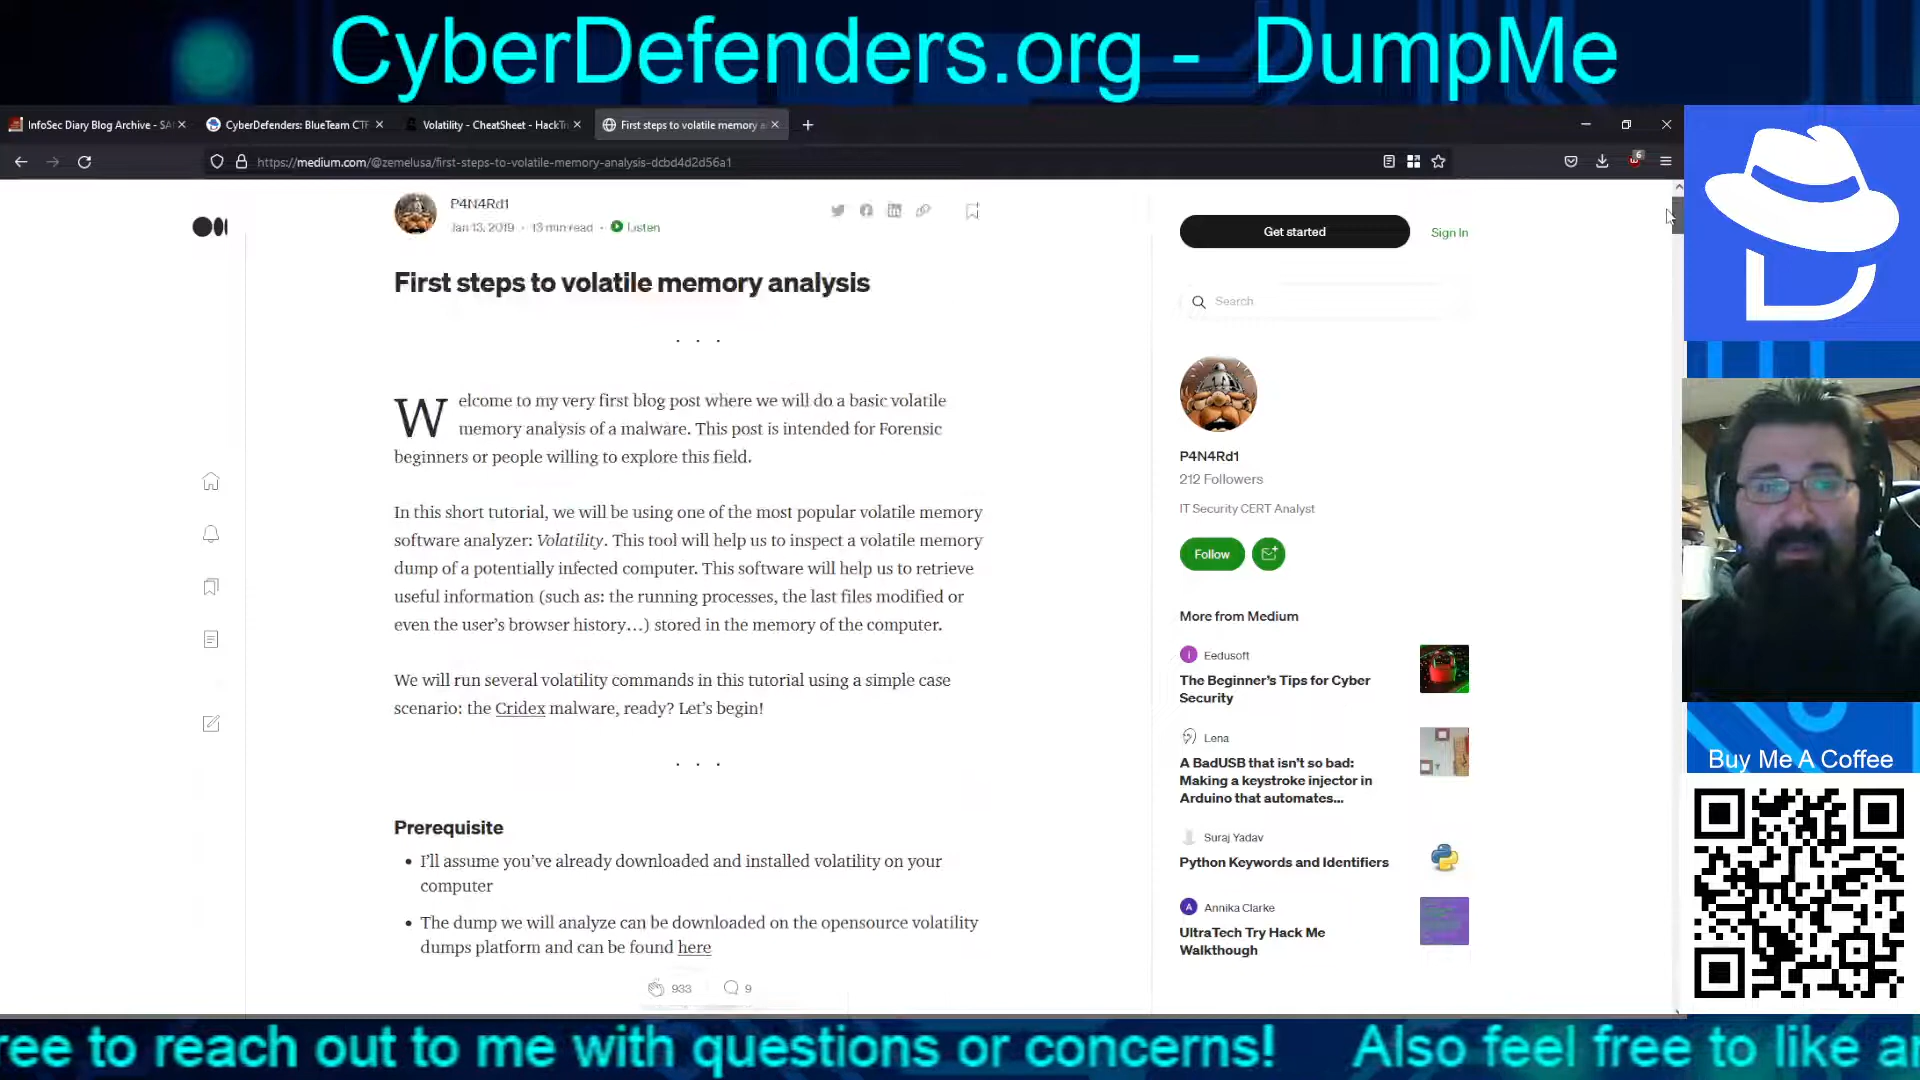 CyberDefenders.org - DumpMe
InfoSec Diary Blog Archive - SA
CyberDefenders: BlueTeam CTF
Volatility - CheatSheet - HackTr
First steps to volatile memory a
https://medium.com/@zemelusa/first-steps-to-volatile-memory-analysis-dcbd4d2d56a1
6
P4N4Rd1
Jan 13, 2019 · 13 min read · Listen
First steps to volatile memory analysis
. . .
Welcome to my very first blog post where we will do a basic volatile
memory analysis of a malware. This post is intended for Forensic
beginners or people willing to explore this field.
In this short tutorial, we will be using one of the most popular volatile memory
software analyzer: Volatility. This tool will help us to inspect a volatile memory
dump of a potentially infected computer. This software will help us to retrieve
useful information (such as: the running processes, the last files modified or
even the user's browser history…) stored in the memory of the computer.
We will run several volatility commands in this tutorial using a simple case
scenario: the Cridex malware, ready? Let's begin!
. . .
Prerequisite
• I'll assume you've already downloaded and installed volatility on your
computer
• The dump we will analyze can be downloaded on the opensource volatility
dumps platform and can be found here
933
9
Get started
Sign In
Search
P4N4Rd1
212 Followers
IT Security CERT Analyst
Follow
More from Medium
Eedusoft
The Beginner's Tips for Cyber
Security
Lena
A BadUSB that isn't so bad:
Making a keystroke injector in
Arduino that automates...
Suraj Yadav
Python Keywords and Identifiers
A
Annika Clarke
UltraTech Try Hack Me
Walkthough
Buy Me A Coffee
ree to reach out to me with questions or concerns!
Also feel free to like an